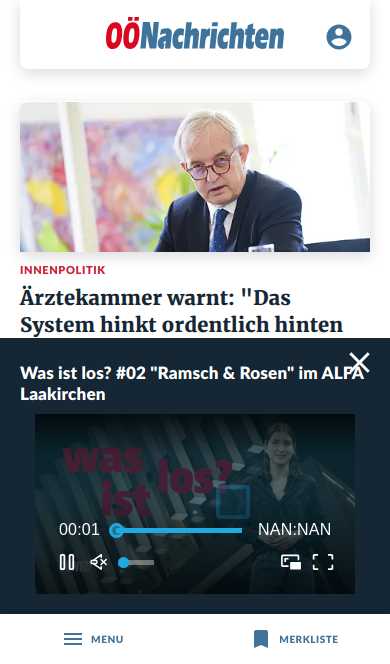 OÖNachrichten
INNENPOLITIK
Ärztekammer warnt: "Das
System hinkt ordentlich hinten
Was ist los? #02 "Ramsch & Rosen" im ALFA
Laakirchen
was
los?
ist
00:01
NAN:NAN
MENU
MERKLISTE